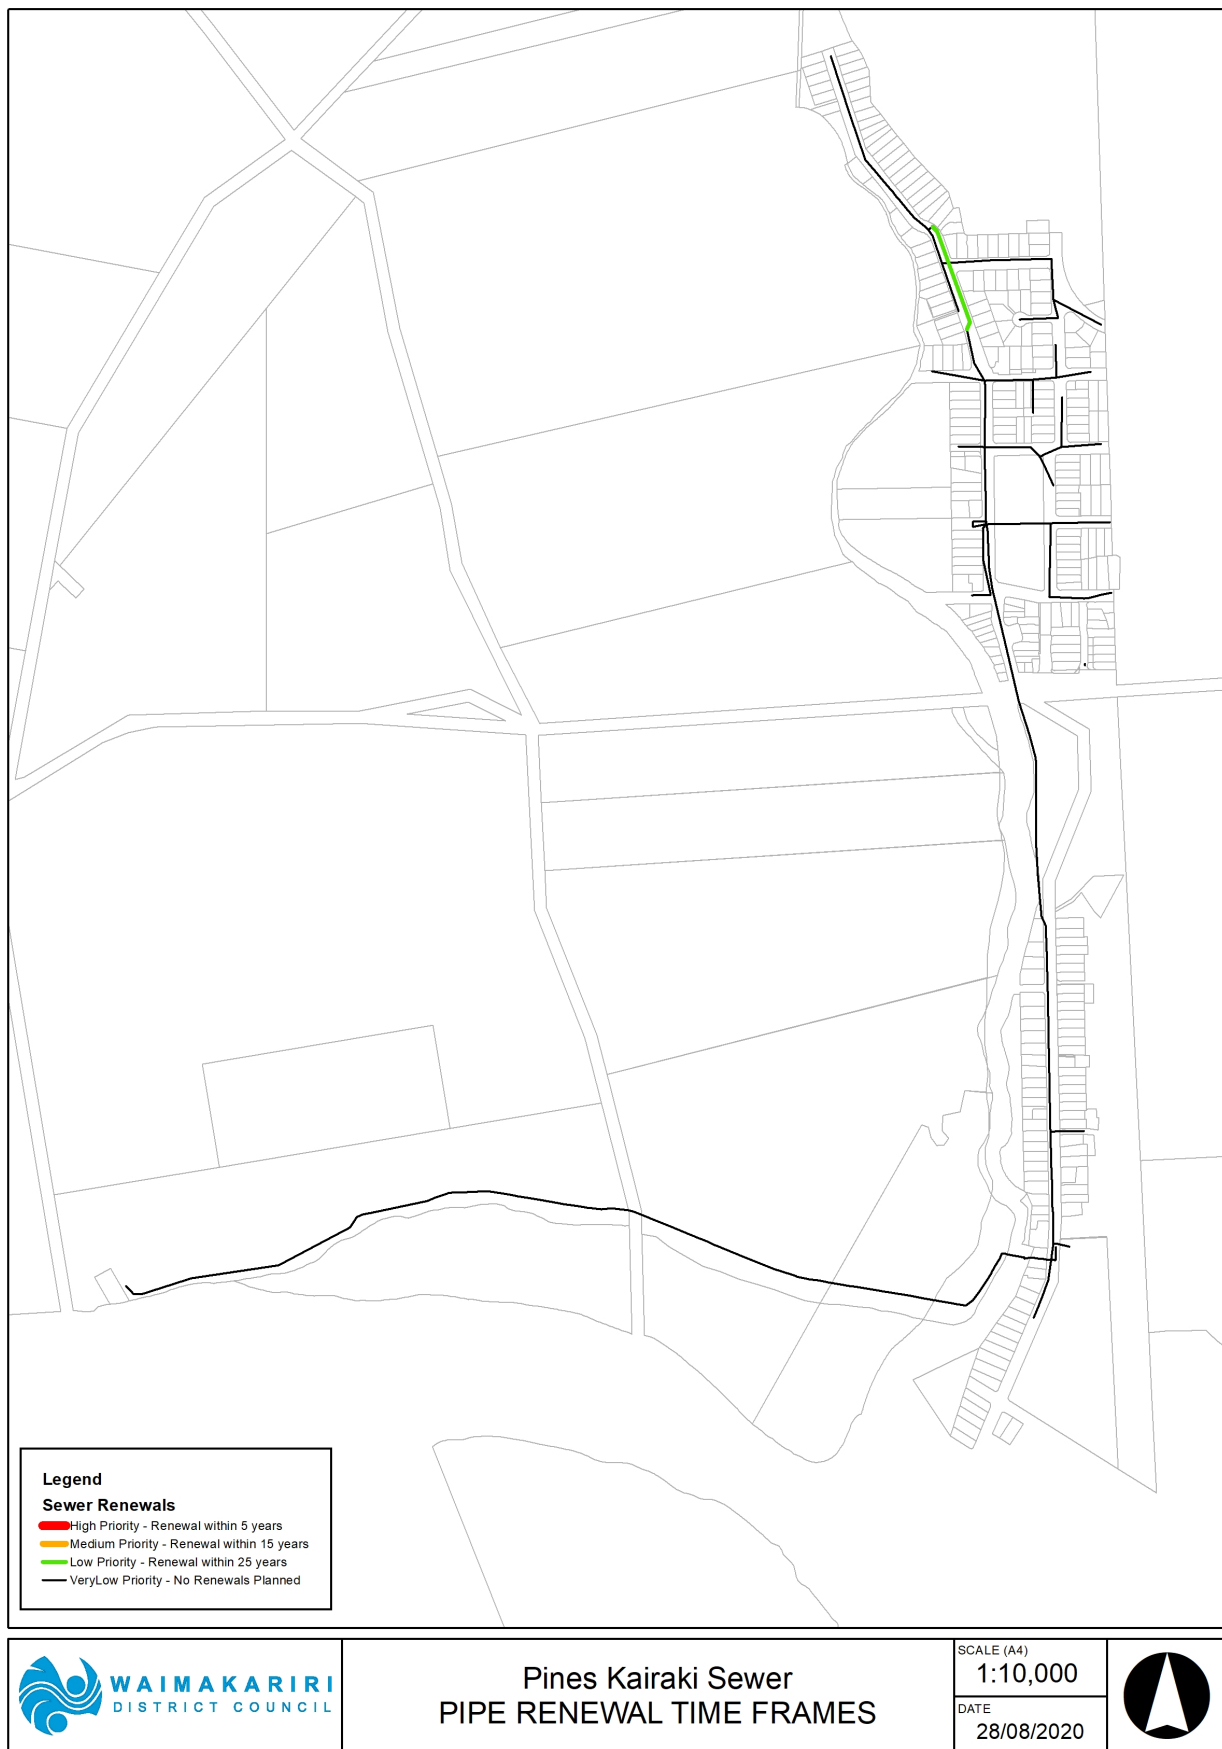 Legend
Sewer Renewals
High Priority - Renewal within 5 years
Medium Priority - Renewal within 15 years
Low Priority - Renewal within 25 years
VeryLow Priority - No Renewals Planned
WAIMAKARIRI
DISTRICT COUNCIL
Pines Kairaki Sewer
PIPE RENEWAL TIME FRAMES
SCALE (A4)
1:10,000
DATE
28/08/2020